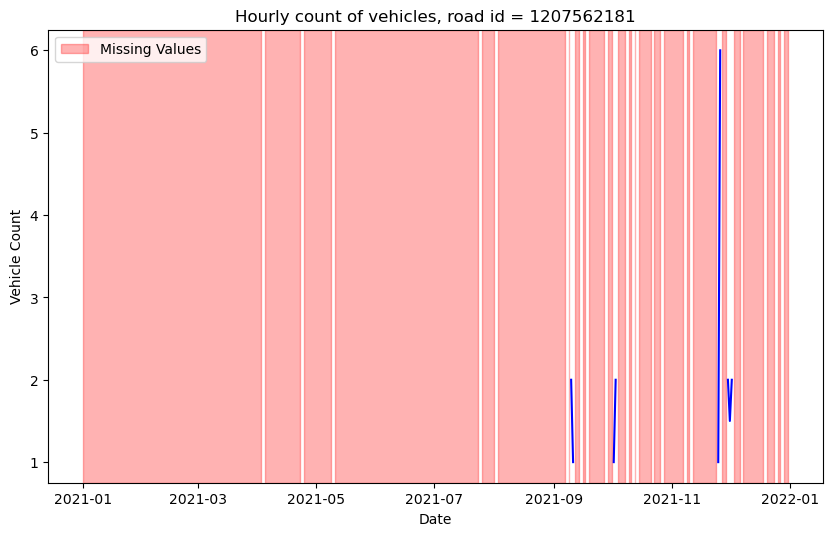 Hourly count of vehicles, road id = 1207562181
Missing Values
6
5
4
3
2
1
Vehicle Count
2021-01 2021-03 2021-05 2021-07 2021-09 2021-11 2022-01
Date